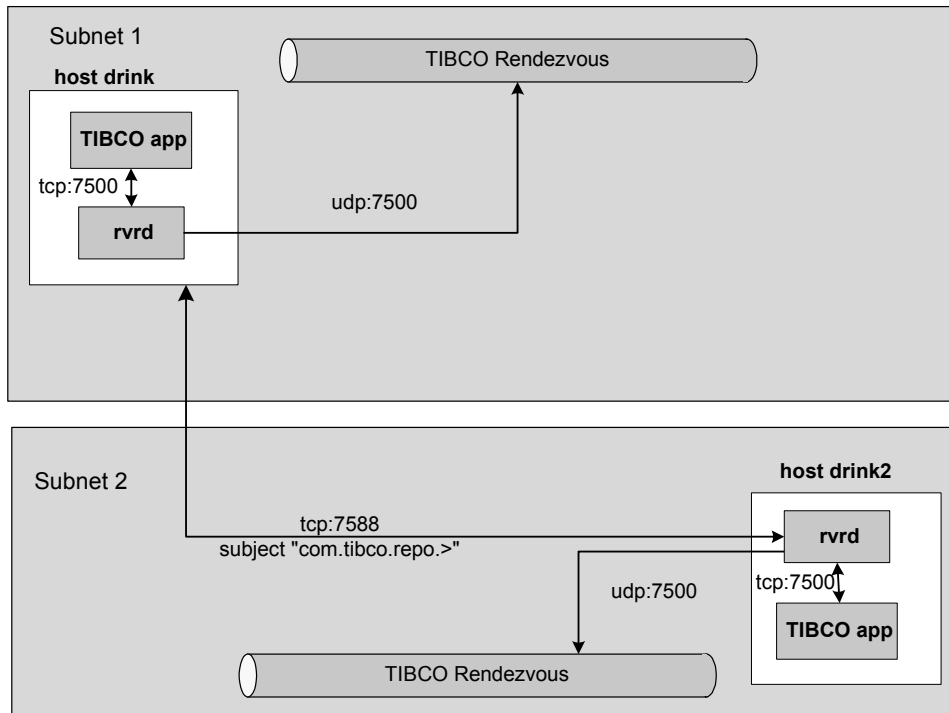 Subnet 1
TIBCO Rendezvous
host drink
TIBCO app
tcp:7500
rvrd
udp:7500
Subnet 2
host drink2
tcp:7588
subject "com.tibco.repo.>"
rvrd
udp:7500
tcp:7500
TIBCO app
TIBCO Rendezvous